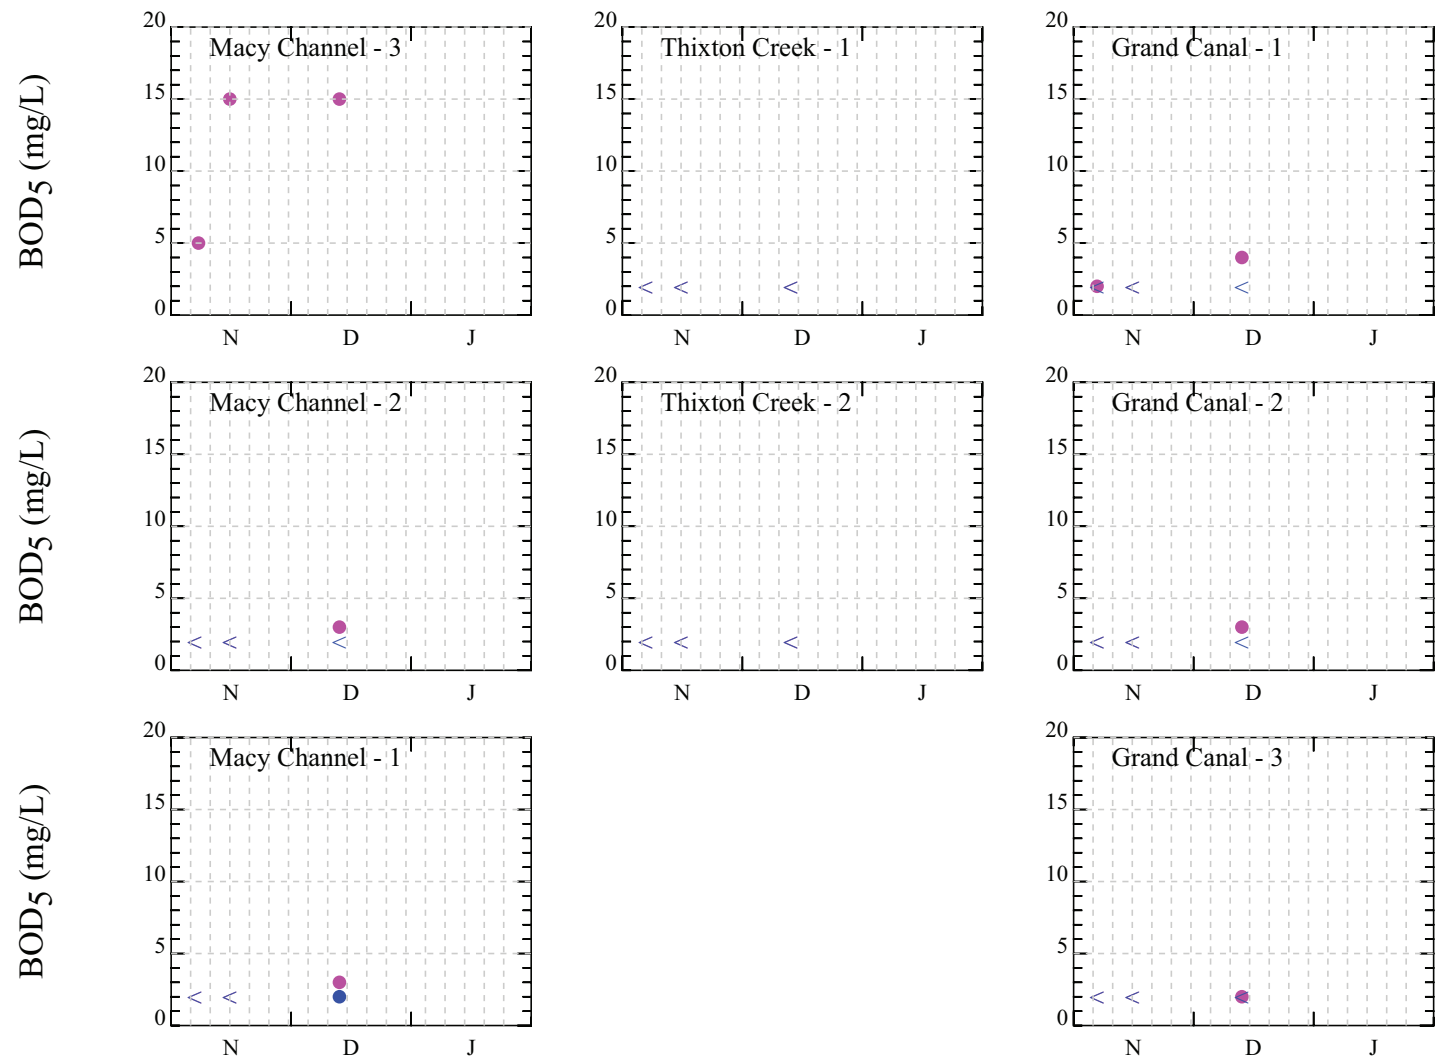 BOD5 (mg/L)
20
15
10
5
0
Macy Channel - 3
<
N D J
20
15
10
5
0
Thixton Creek - 1
< < <
N D J
20
15
10
5
0
Grand Canal - 1
< < <
N D J
BOD5 (mg/L)
20
15
10
5
0
Macy Channel - 2
< < <
N D J
20
15
10
5
0
Thixton Creek - 2
< < <
N D J
20
15
10
5
0
Grand Canal - 2
< < <
N D J
BOD5 (mg/L)
20
15
10
5
0
Macy Channel - 1
< <
N D J
20
15
10
5
0
Grand Canal - 3
< < <
N D J